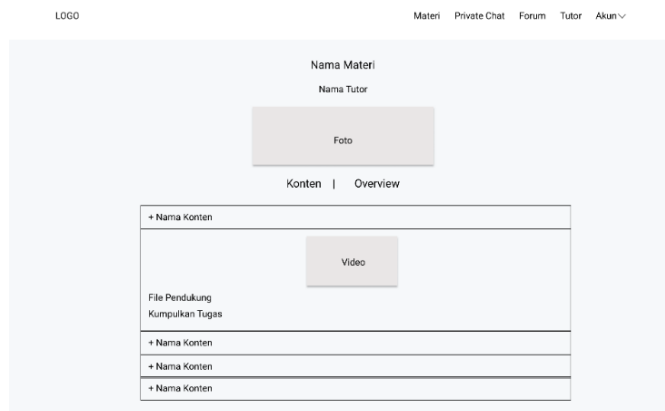 LOGO Materi Private Chat Forum Tutor Akun
Nama Materi
Nama Tutor
Foto
Konten | Overview
+ Nama Konten
Video
File Pendukung
Kumpulkan Tugas
+ Nama Konten
+ Nama Konten
+ Nama Konten